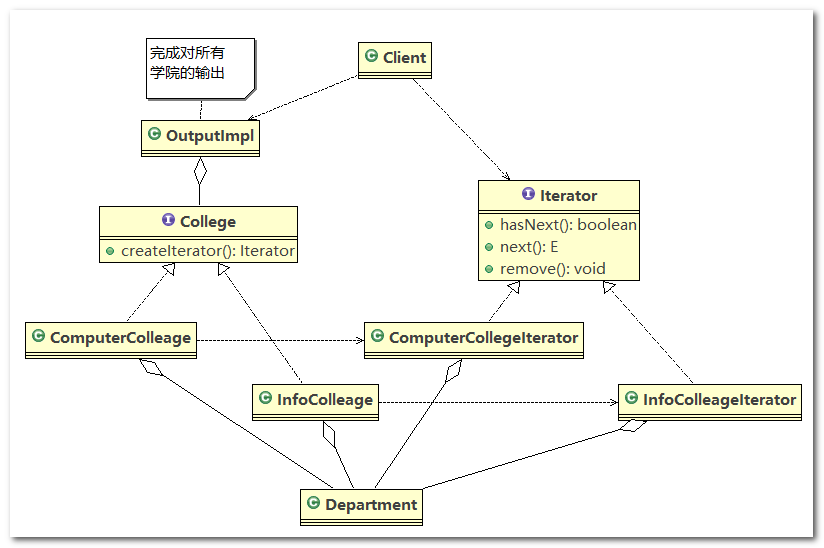 完成对所有
学院的输出
C Client
C OutputImpl
I College
createIterator(): Iterator
I Iterator
hasNext(): boolean
next(): E
remove(): void
C ComputerColleage
C ComputerCollegeIterator
C InfoColleage
C InfoColleageIterator
C Department